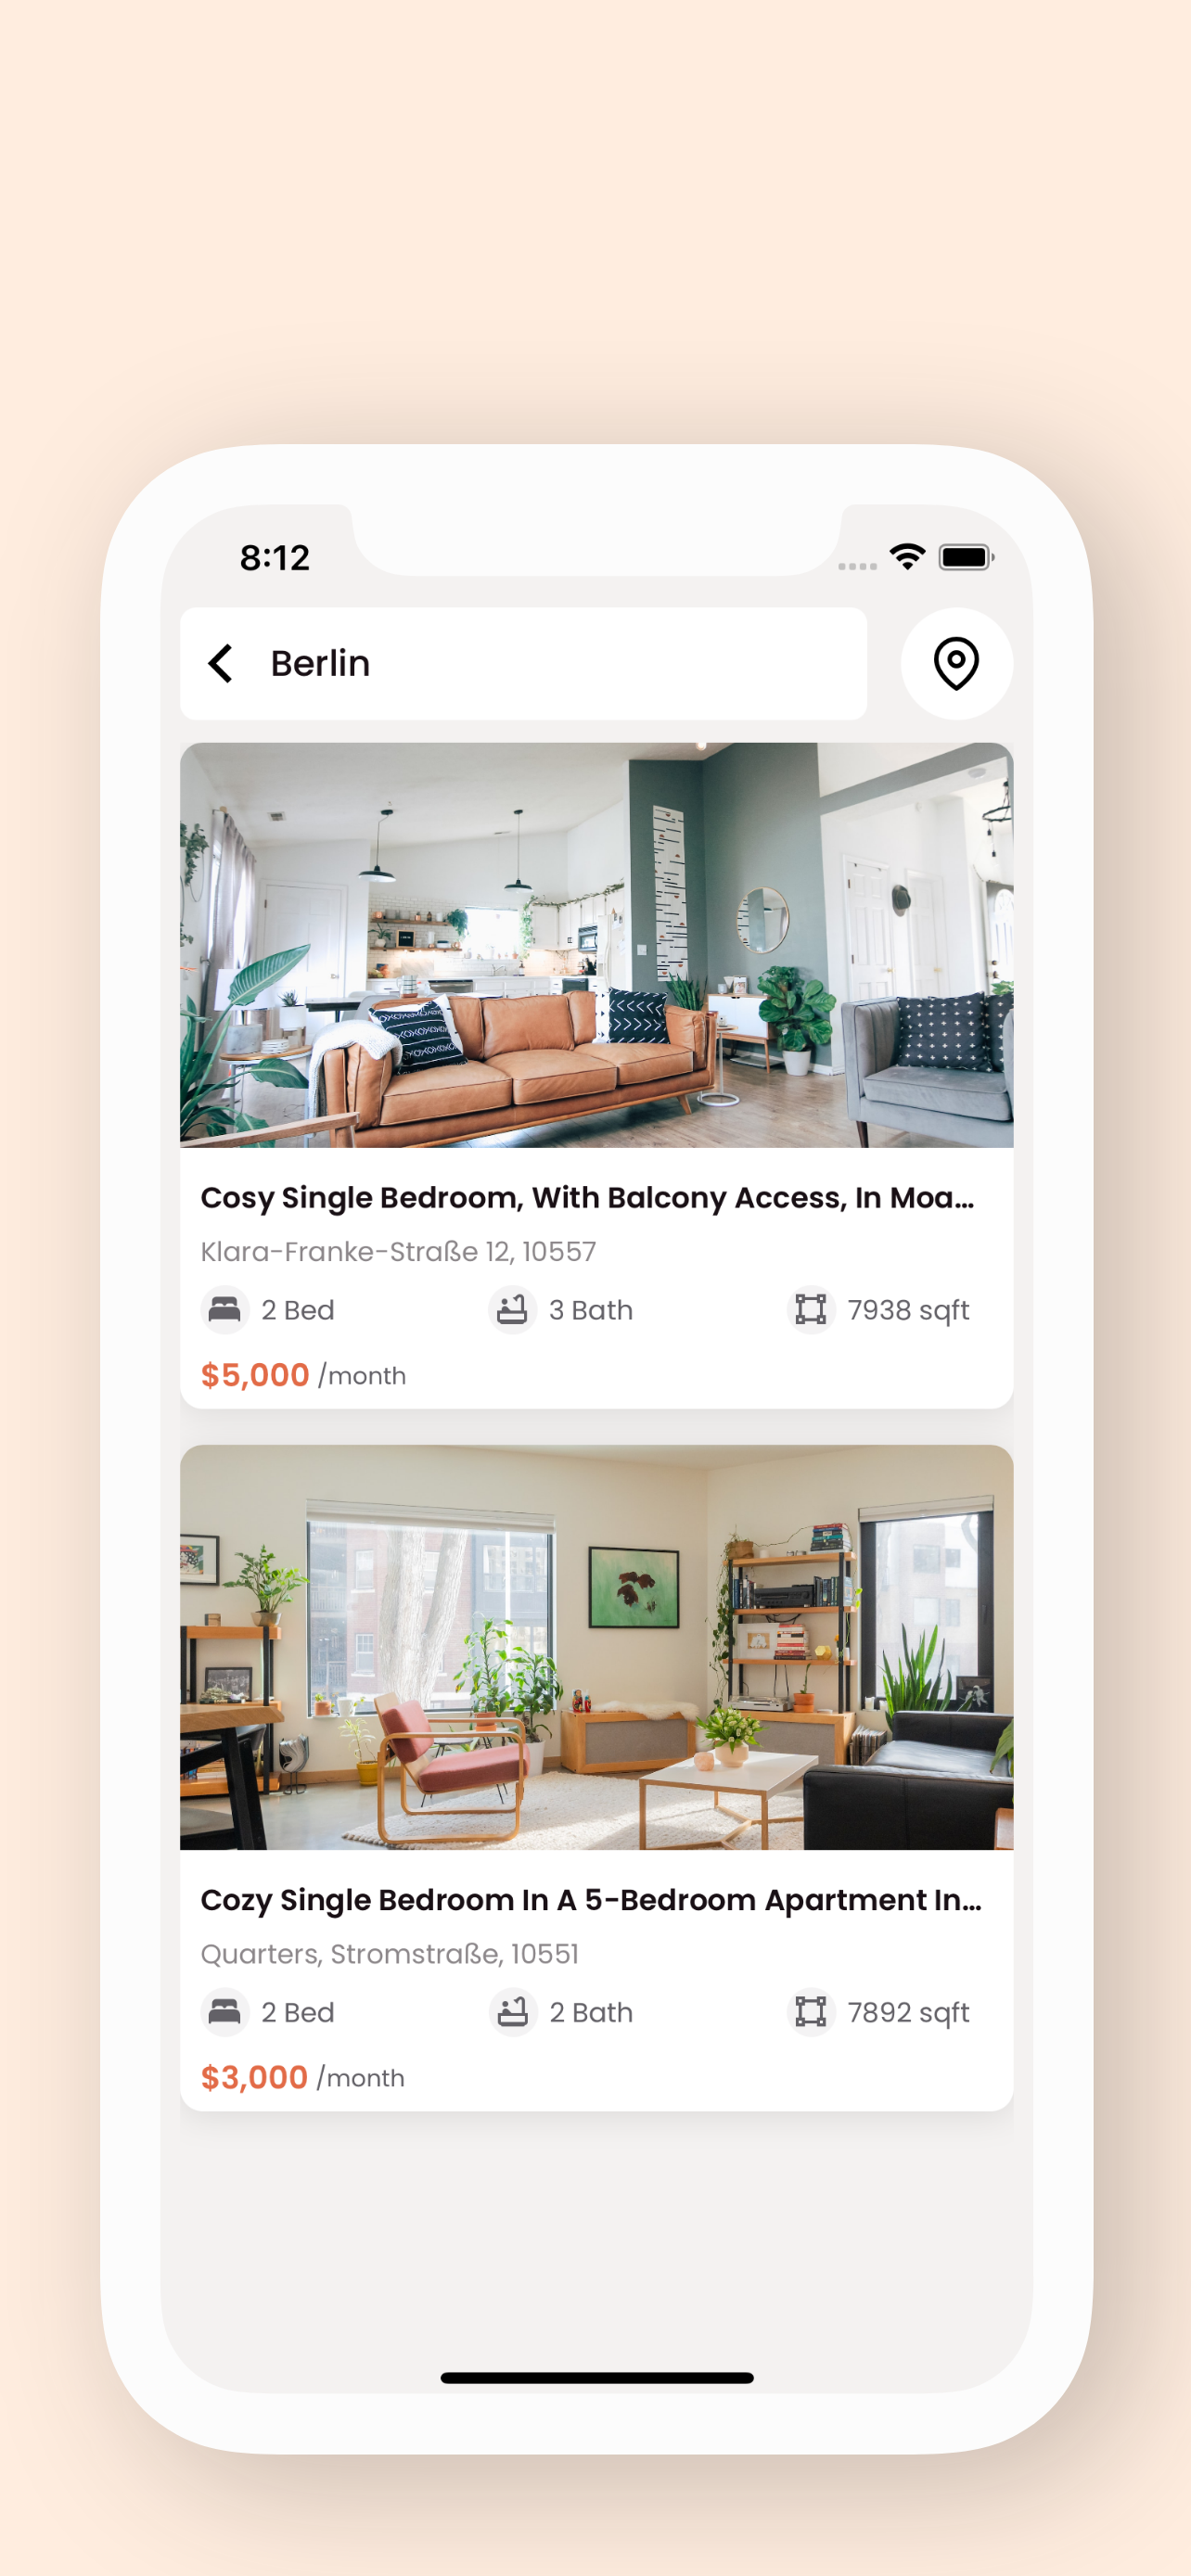 8:12
Berlin
Cosy Single Bedroom, With Balcony Access, In Moa...
Klara-Franke-Straße 12, 10557
2 Bed
3 Bath
7938 sqft
$5,000 /month
Cozy Single Bedroom In A 5-Bedroom Apartment In...
Quarters, Stromstraße, 10551
2 Bed
2 Bath
7892 sqft
$3,000 /month